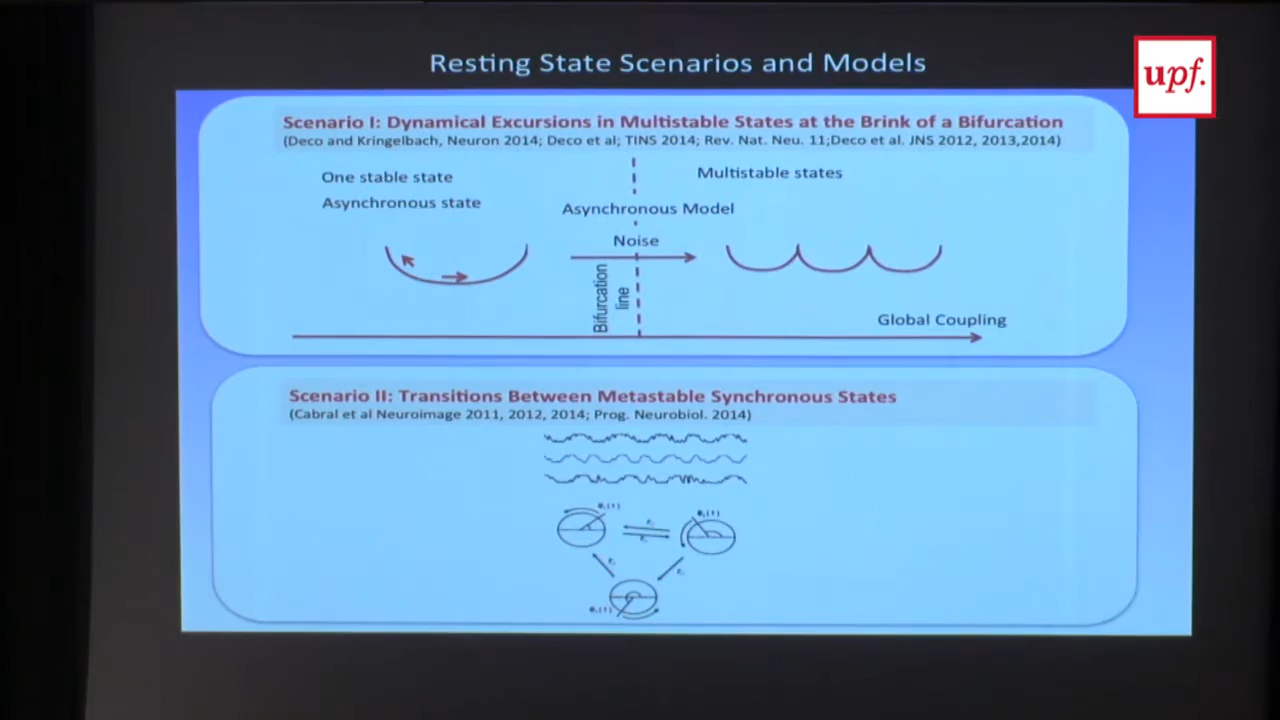 Resting State Scenarios and Models
upf.
Scenario I: Dynamical Excursions in Multistable States at the Brink of a Bifurcation
(Deco and Kringelbach, Neuron 2014; Deco et al; TINS 2014; Rev. Nat. Neu. 11;Deco et al. JNS 2012, 2013,2014)
One stable state
Asynchronous state
Multistable states
Asynchronous Model
Noise
Bifurcation
line
Global Coupling
Scenario II: Transitions Between Metastable Synchronous States
(Cabral et al Neuroimage 2011, 2012, 2014; Prog. Neurobiol. 2014)